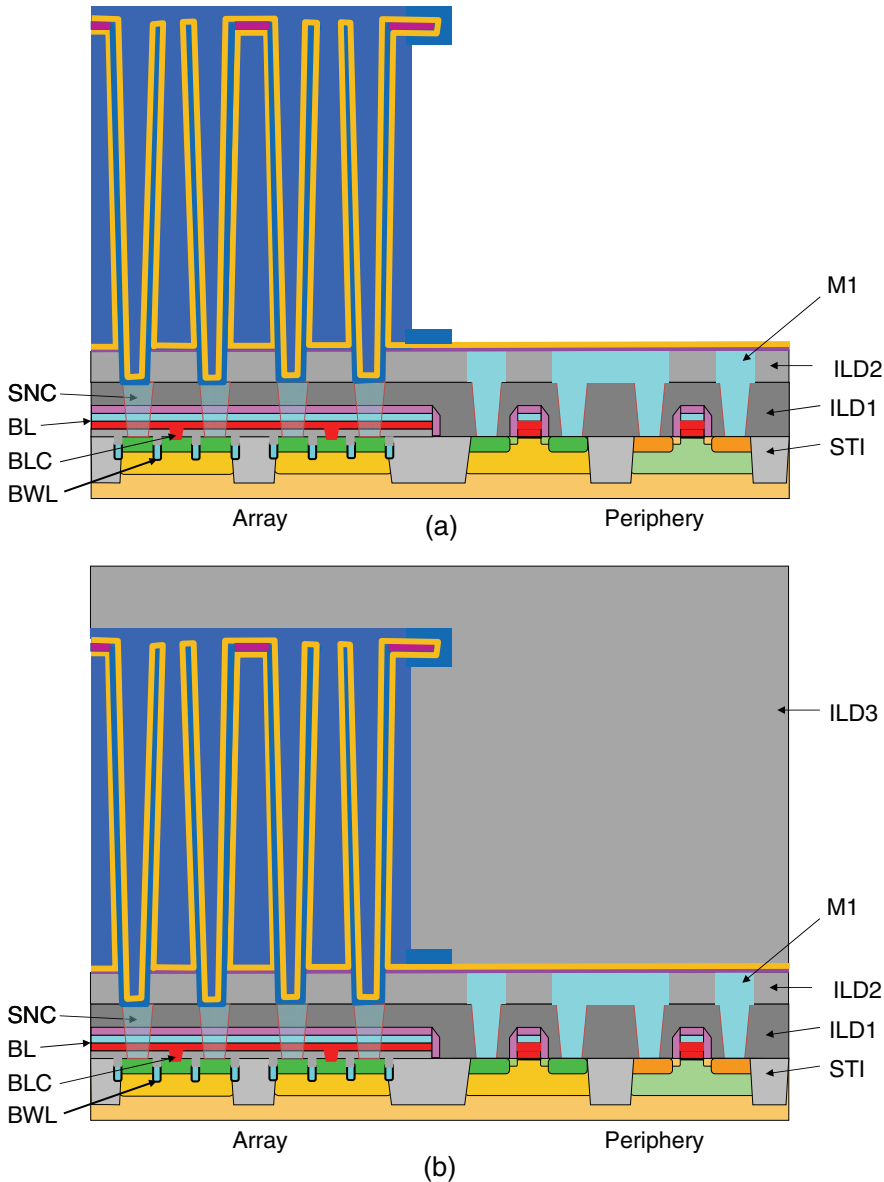 M1
ILD2
SNC
ILD1
BL
BLC
STI
BWL
Array
Periphery
(a)
ILD3
M1
ILD2
SNC
ILD1
BL
BLC
STI
BWL
Array
Periphery
(b)